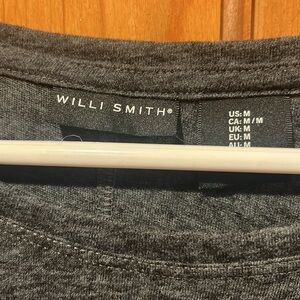 WILLI SMITH®
US: M
CA: M/M
UK: M
EU: M
AU: M